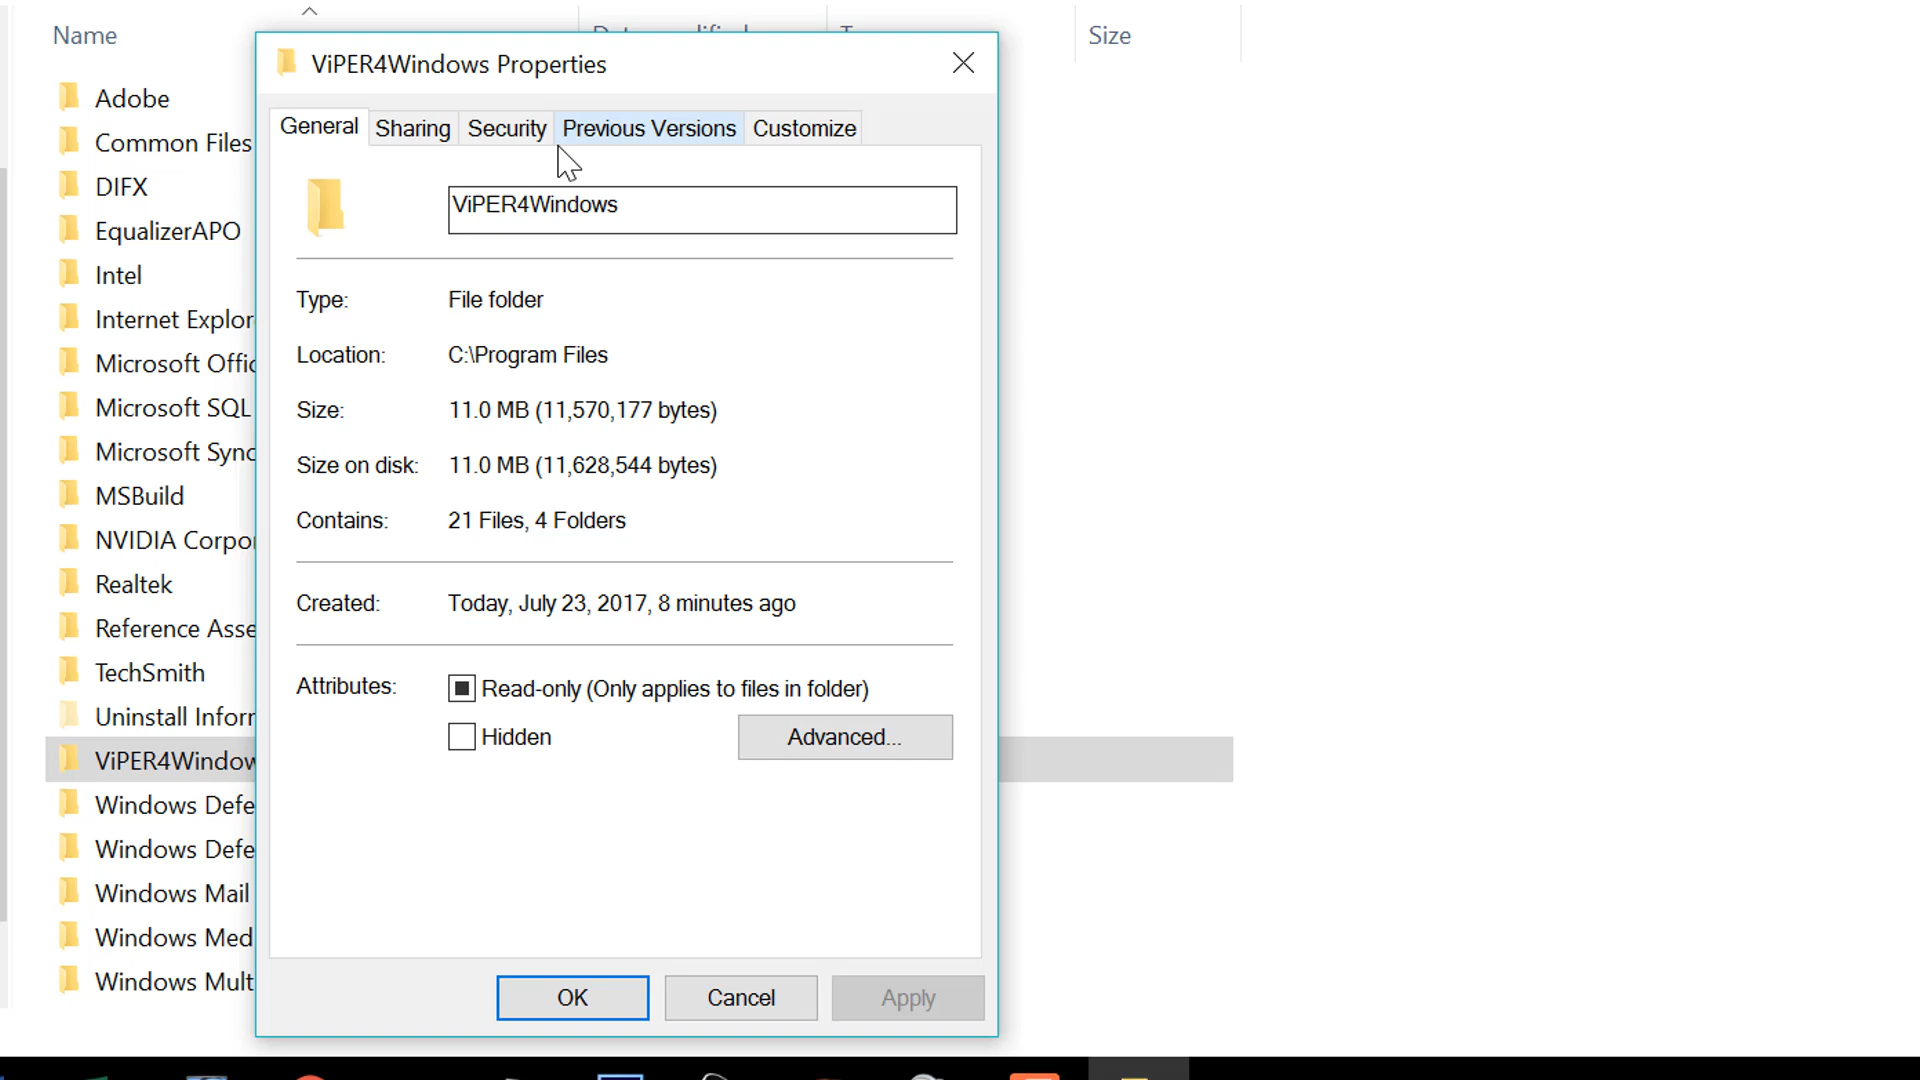 Name
Size
ViPER4Windows Properties
General Sharing Security Previous Versions Customize
Adobe
Common Files
DIFX
EqualizerAPO
Intel
Internet Explor
Microsoft Offic
Microsoft SQL
Microsoft Sync
MSBuild
NVIDIA Corpor
Realtek
Reference Asse
TechSmith
Uninstall Inforr
ViPER4Window
Windows Defe
Windows Defe
Windows Mail
Windows Med
Windows Mult
ViPER4Windows
Type: File folder
Location: C:\Program Files
Size: 11.0 MB (11,570,177 bytes)
Size on disk: 11.0 MB (11,628,544 bytes)
Contains: 21 Files, 4 Folders
Created: Today, July 23, 2017, 8 minutes ago
Attributes: Read-only (Only applies to files in folder)
Hidden Advanced...
OK Cancel Apply